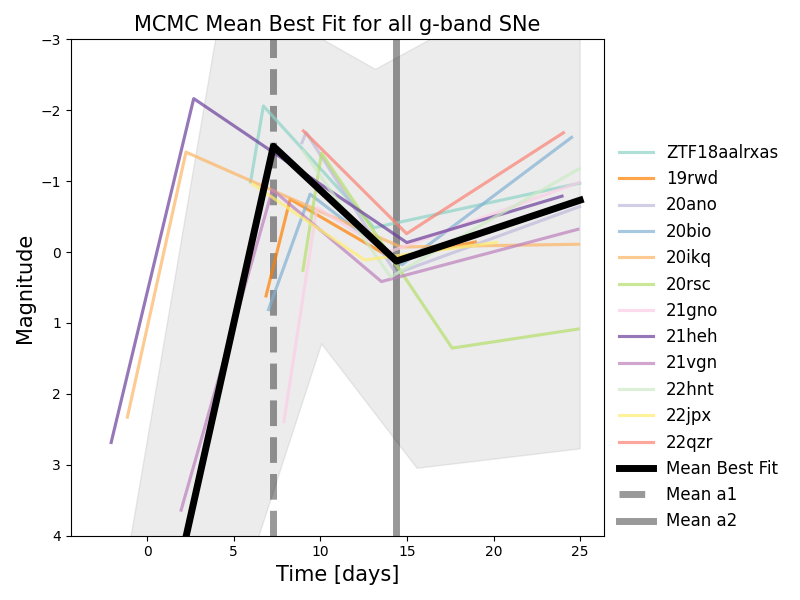 MCMC Mean Best Fit for all g-band SNe
−3
−2
−1
0
1
2
3
4
Magnitude
0
5
10
15
20
25
Time [days]
ZTF18aalrxas
19rwd
20ano
20bio
20ikq
20rsc
21gno
21heh
21vgn
22hnt
22jpx
22qzr
Mean Best Fit
Mean a1
Mean a2